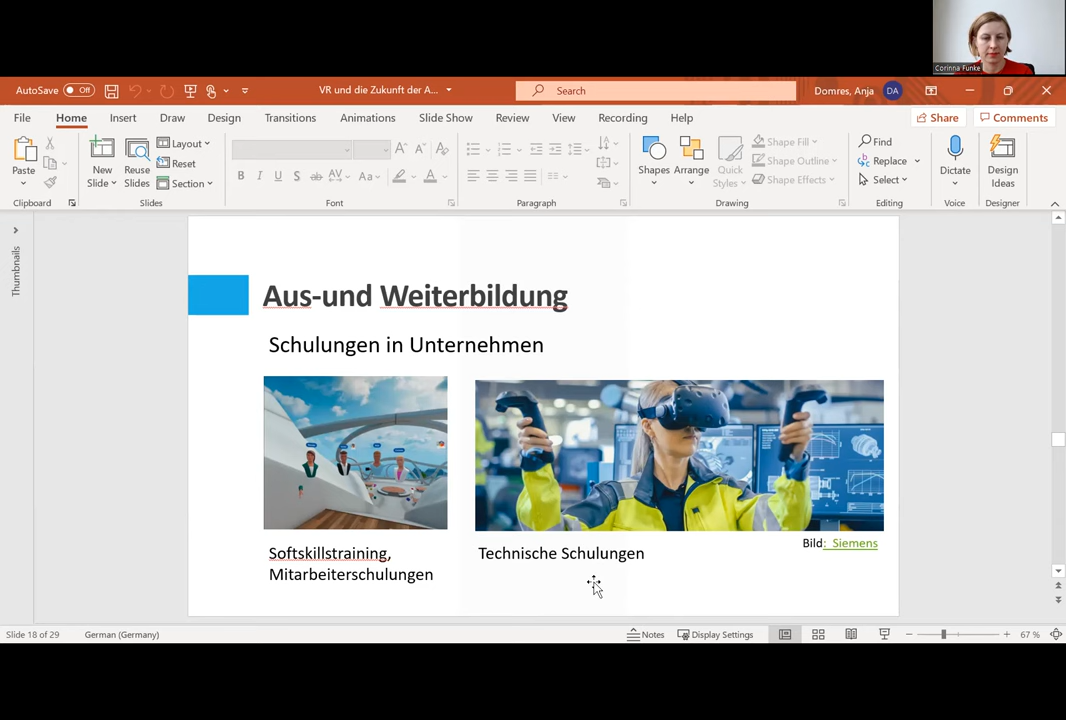 Corinna Funke
AutoSave Off
VR und die Zukunft der A...
Search
Domres, Anja DA
File Home Insert Draw Design Transitions Animations Slide Show Review View Recording Help
Share Comments
Paste
New Slide
Reuse Slides
Layout
Reset
Section
B I U S ab AV Aa A
Shapes
Arrange
Quick Styles
Shape Fill
Shape Outline
Shape Effects
Find
Replace
Select
Dictate
Design Ideas
Clipboard Slides Font Paragraph Drawing Editing Voice Designer
Thumbnails
Aus-und Weiterbildung
Schulungen in Unternehmen
Softskillstraining,
Mitarbeiterschulungen
Technische Schulungen
Bild: Siemens
Slide 18 of 29 German (Germany) Notes Display Settings 67 %